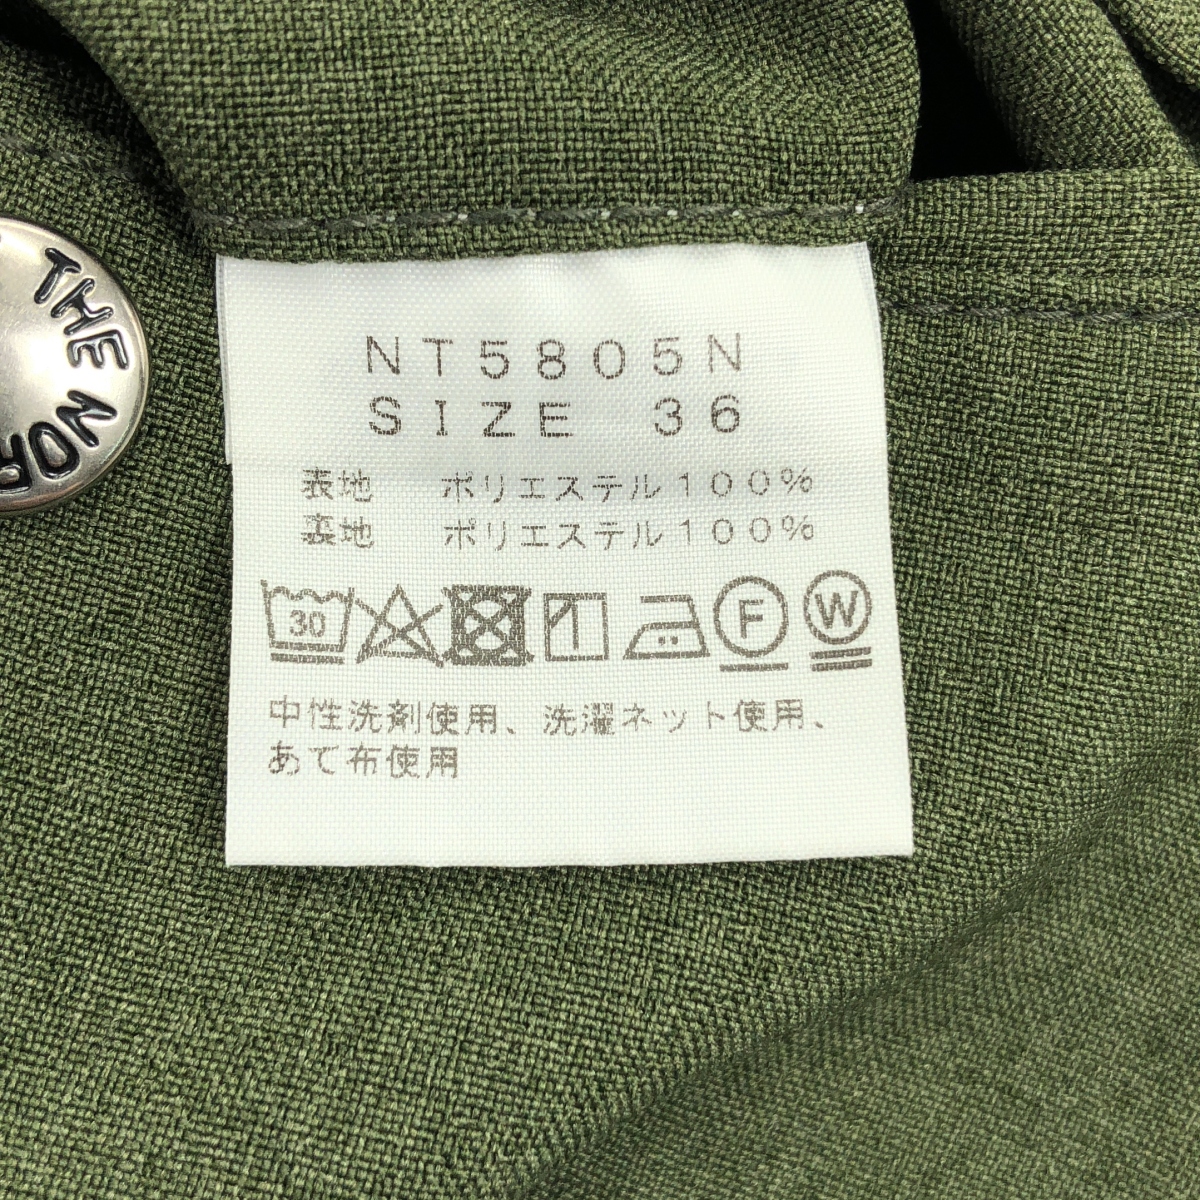 THE NOR
NT5805N
SIZE 36
表地 ポリエステル100%
裏地 ポリエステル100%
30 F W
中性洗剤使用、洗濯ネット使用、
あて布使用